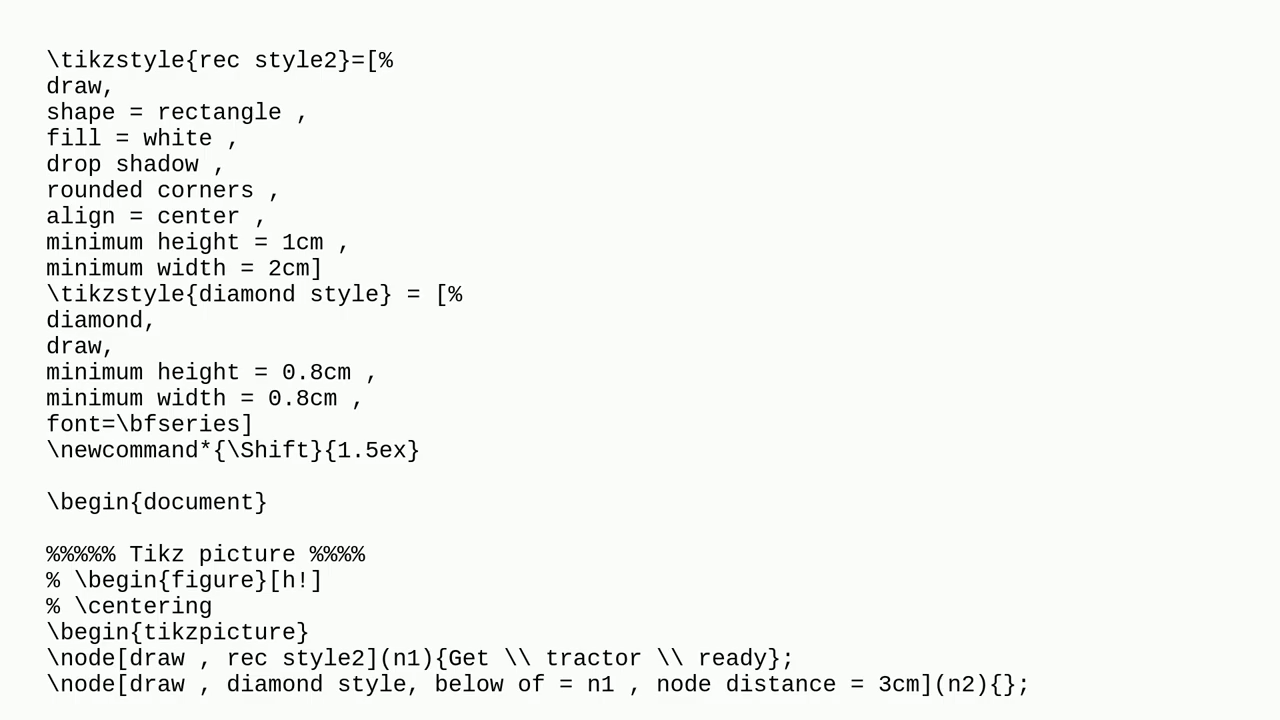 \tikzstyle{rec style2}=[%
draw,
shape = rectangle ,
fill = white ,
drop shadow ,
rounded corners ,
align = center ,
minimum height = 1cm ,
minimum width = 2cm]
\tikzstyle{diamond style} = [%
diamond,
draw,
minimum height = 0.8cm ,
minimum width = 0.8cm ,
font=\bfseries]
\newcommand*{\Shift}{1.5ex}
\begin{document}
%%%%% Tikz picture %%%%
% \begin{figure}[h!]
% \centering
\begin{tikzpicture}
\node[draw , rec style2](n1){Get \\ tractor \\ ready};
\node[draw , diamond style, below of = n1 , node distance = 3cm](n2){};